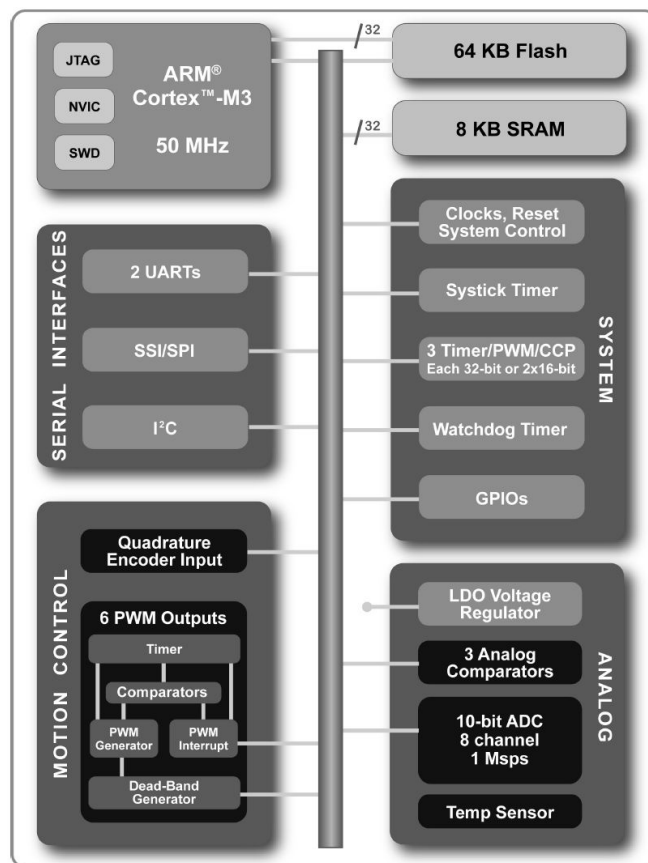 JTAG
NVIC
SWD
ARM®
Cortex™-M3
50 MHz
32
64 KB Flash
32
8 KB SRAM
SERIAL INTERFACES
2 UARTs
SSI/SPI
I²C
SYSTEM
Clocks, Reset
System Control
Systick Timer
3 Timer/PWM/CCP
Each 32-bit or 2x16-bit
Watchdog Timer
GPIOs
MOTION CONTROL
Quadrature
Encoder Input
6 PWM Outputs
Timer
Comparators
PWM
Generator
PWM
Interrupt
Dead-Band
Generator
ANALOG
LDO Voltage
Regulator
3 Analog
Comparators
10-bit ADC
8 channel
1 Msps
Temp Sensor